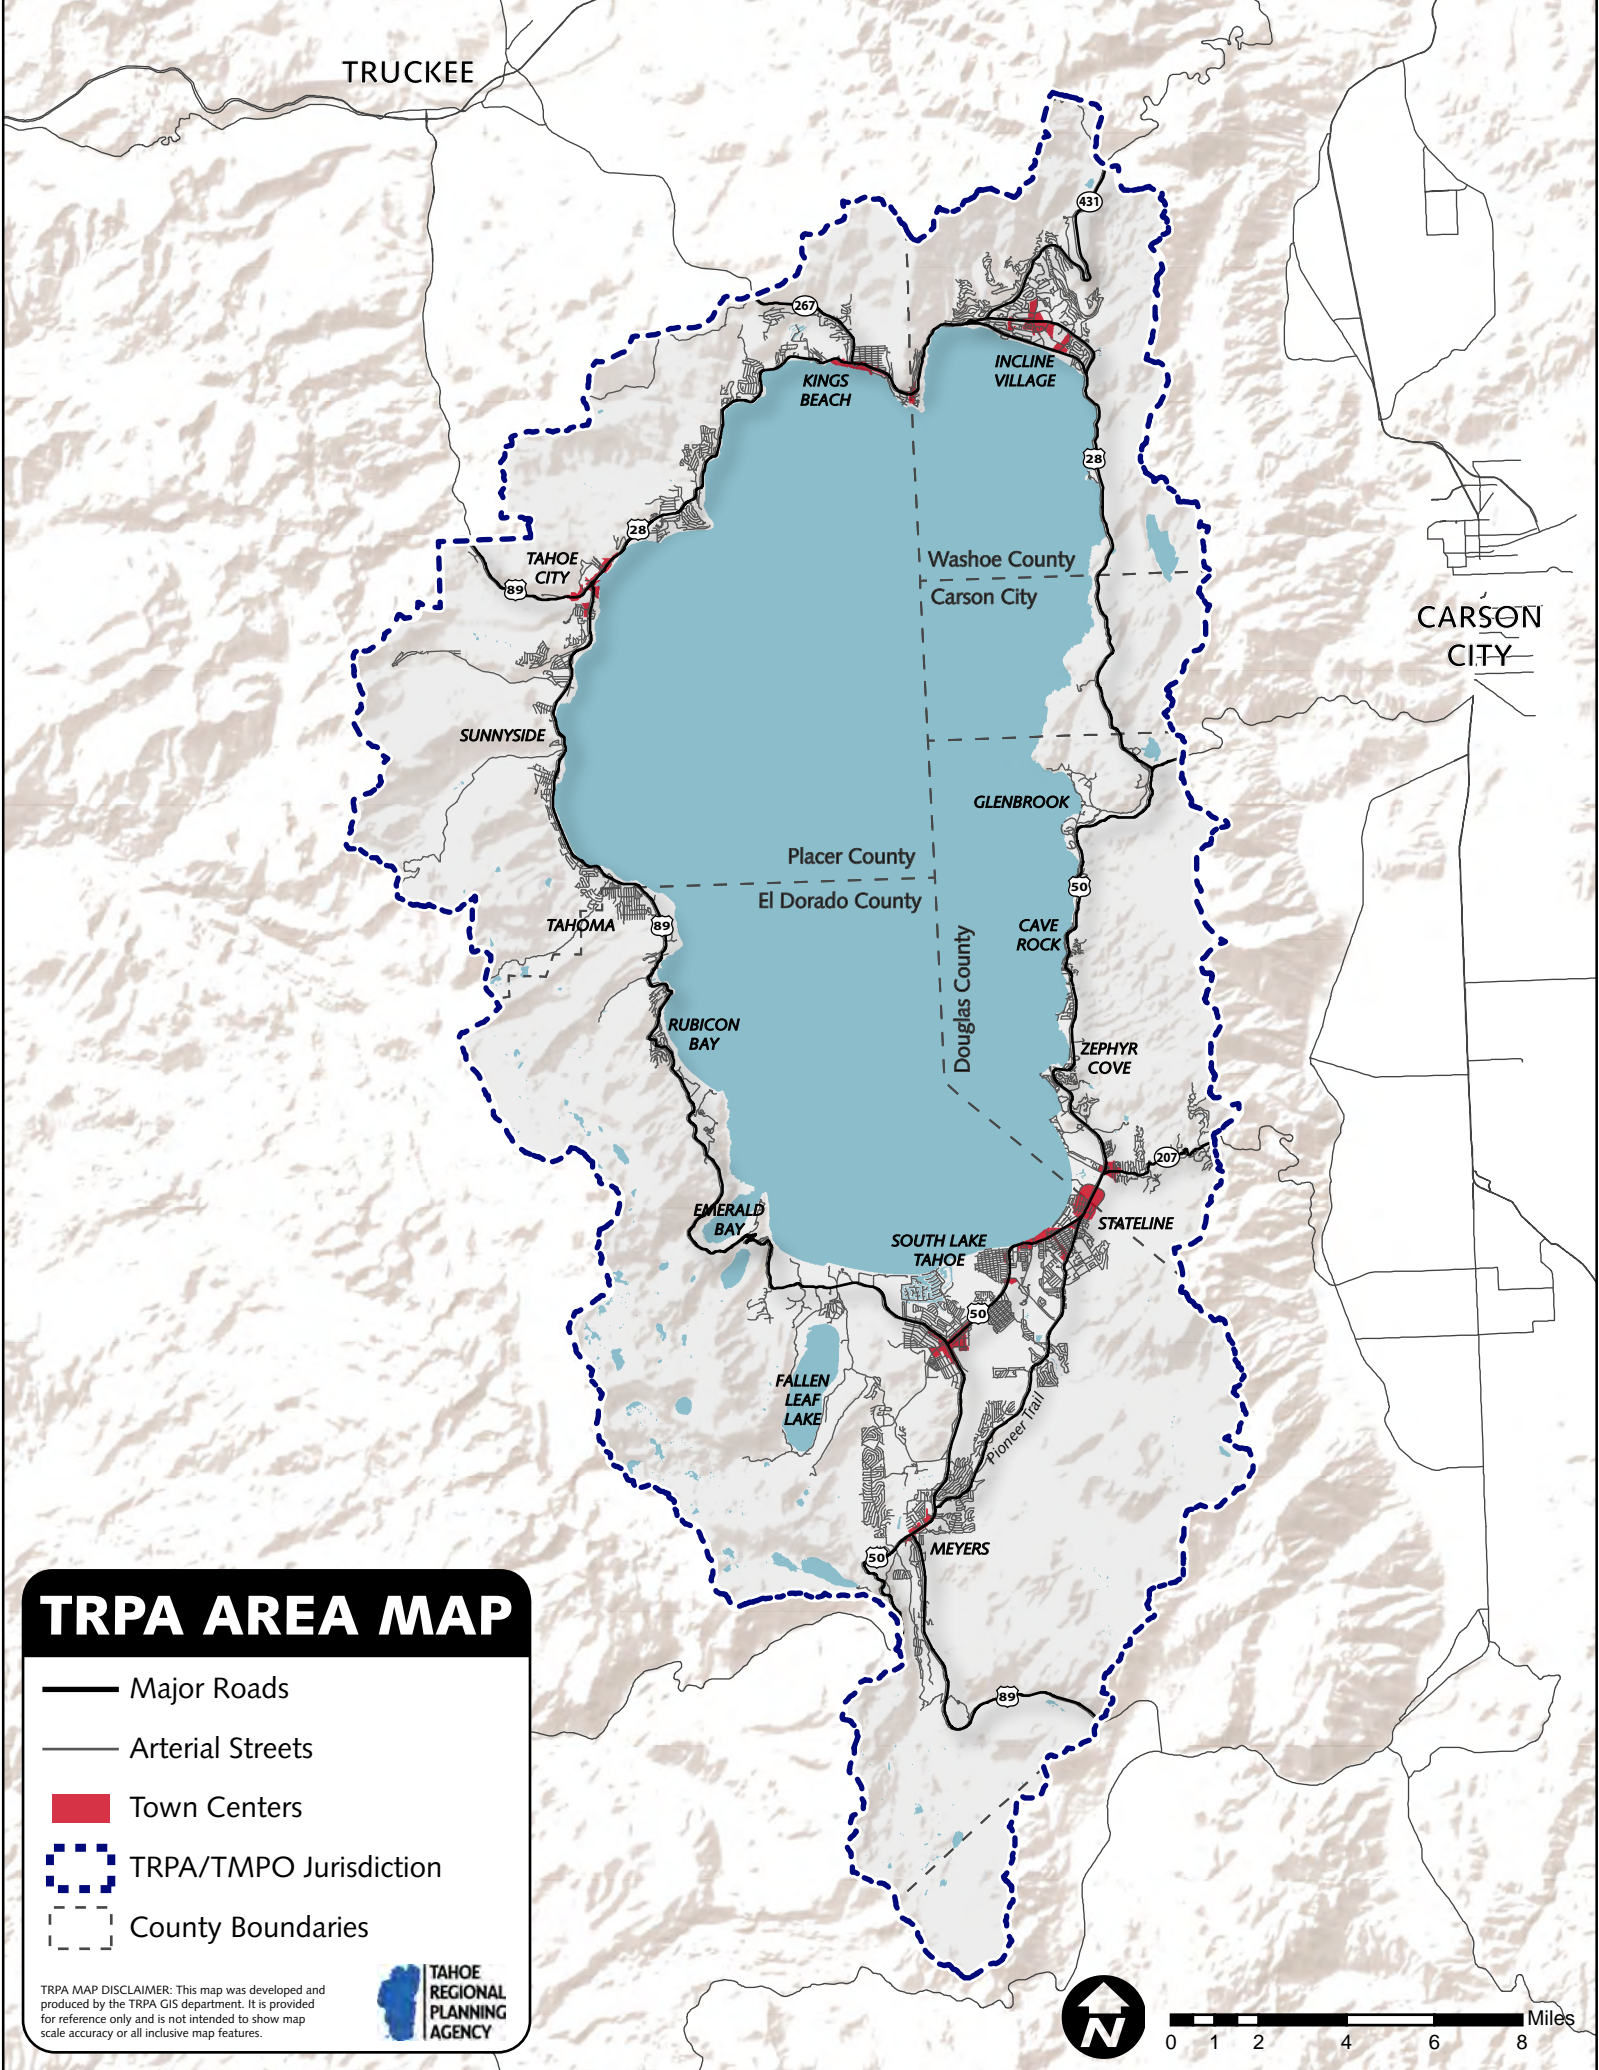 TRUCKEE
431
267
KINGS
BEACH
INCLINE
VILLAGE
28
28
TAHOE
CITY
89
Washoe County
Carson City
CARSON
CITY
SUNNYSIDE
GLENBROOK
Placer County
El Dorado County
50
TAHOMA
89
CAVE
ROCK
Douglas County
RUBICON
BAY
ZEPHYR
COVE
207
EMERALD
BAY
STATELINE
SOUTH LAKE
TAHOE
50
FALLEN
LEAF
LAKE
Pioneer Trail
MEYERS
50
89
TRPA AREA MAP
Major Roads
Arterial Streets
Town Centers
TRPA/TMPO Jurisdiction
County Boundaries
TRPA MAP DISCLAIMER: This map was developed and
produced by the TRPA GIS department. It is provided
for reference only and is not intended to show map
scale accuracy or all inclusive map features.
TAHOE
REGIONAL
PLANNING
AGENCY
N
Miles
0 1 2 4 6 8